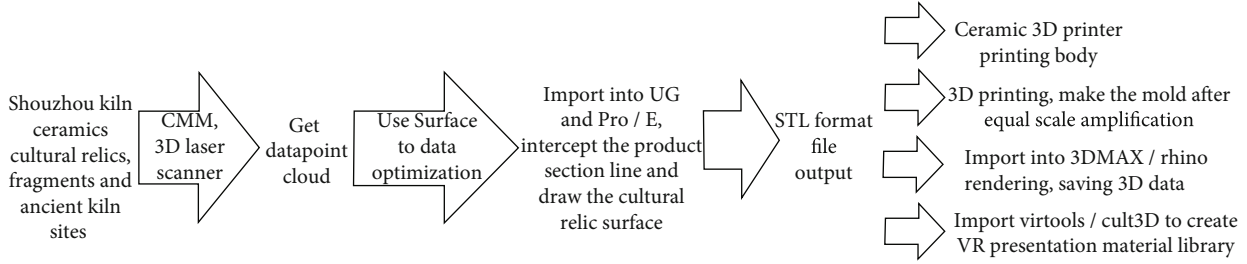 Shouzhou kiln
ceramics
cultural relics,
fragments and
ancient kiln
sites
CMM,
3D laser
scanner
Get
datapoint
cloud
Use Surface
to data
optimization
Import into UG
and Pro / E,
intercept the product
section line and
draw the cultural
relic surface
STL format
file
output
Ceramic 3D printer
printing body
3D printing, make the mold after
equal scale amplification
Import into 3DMAX / rhino
rendering, saving 3D data
Import virtools / cult3D to create
VR presentation material library